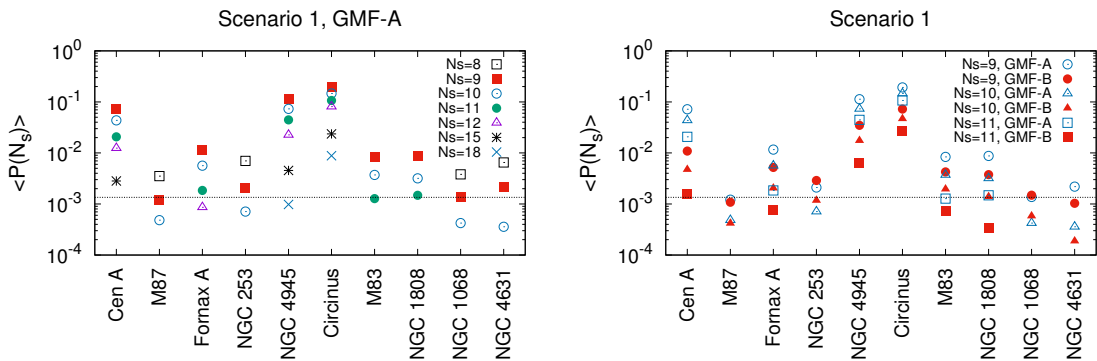 Scenario 1, GMF-A
<P(N_s)>
10^0
10^-1
10^-2
10^-3
10^-4
Ns=8
Ns=9
Ns=10
Ns=11
Ns=12
Ns=15
Ns=18
Cen A
M87
Fornax A
NGC 253
NGC 4945
Circinus
M83
NGC 1808
NGC 1068
NGC 4631
Scenario 1
<P(N_s)>
10^0
10^-1
10^-2
10^-3
10^-4
Ns=9, GMF-A
Ns=9, GMF-B
Ns=10, GMF-A
Ns=10, GMF-B
Ns=11, GMF-A
Ns=11, GMF-B
Cen A
M87
Fornax A
NGC 253
NGC 4945
Circinus
M83
NGC 1808
NGC 1068
NGC 4631